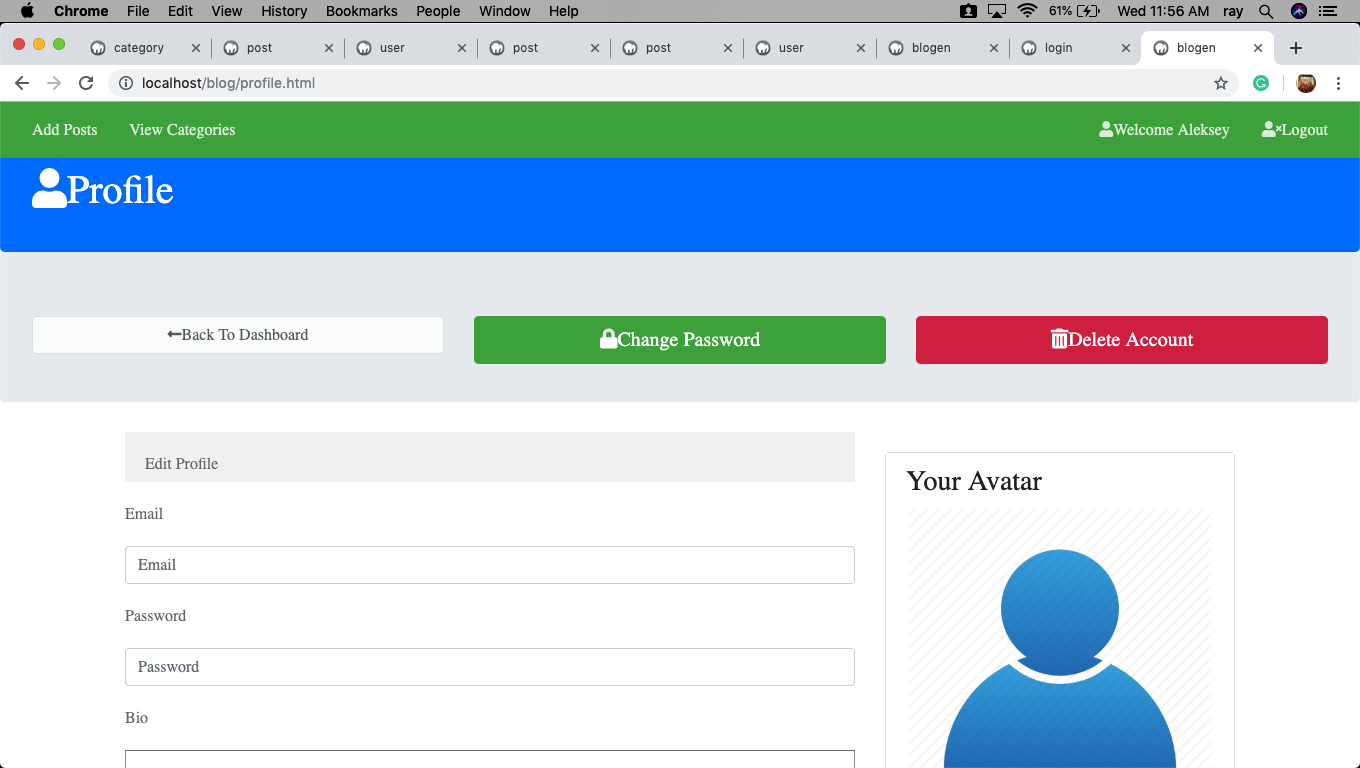 Chrome File Edit View History Bookmarks People Window Help 61% Wed 11:56 AM ray
category post user post post user blogen login blogen
localhost/blog/profile.html
Add Posts View Categories Welcome Aleksey Logout
Profile
Back To Dashboard Change Password Delete Account
Edit Profile
Your Avatar
Email
Email
Password
Password
Bio